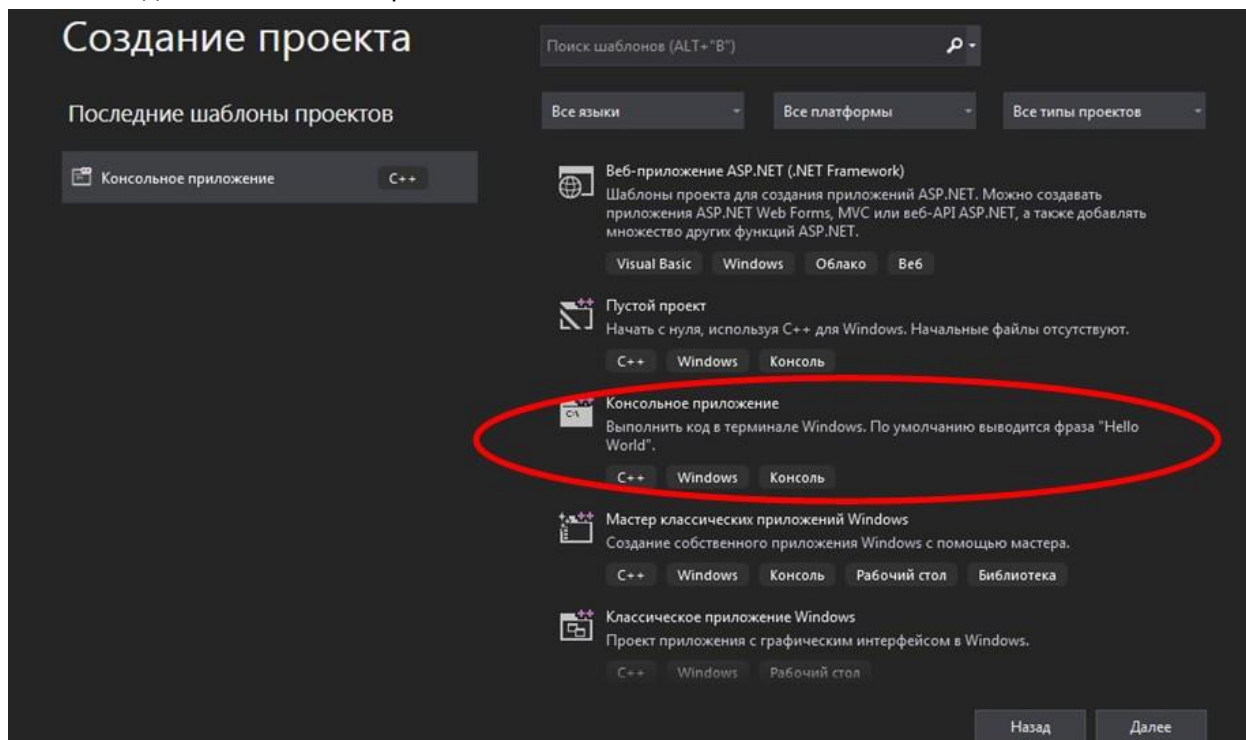 Создание проекта
Поиск шаблонов (ALT+"B")
Последние шаблоны проектов
Все языки
Все платформы
Все типы проектов
Консольное приложение
C++
Веб-приложение ASP.NET (.NET Framework)
Шаблоны проекта для создания приложений ASP.NET. Можно создавать
приложения ASP.NET Web Forms, MVC или веб-API ASP.NET, а также добавлять
множество других функций ASP.NET.
Visual Basic Windows Облако Веб
Пустой проект
Начать с нуля, используя C++ для Windows. Начальные файлы отсутствуют.
C++ Windows Консоль
Консольное приложение
Выполнить код в терминале Windows. По умолчанию выводится фраза "Hello
World".
C++ Windows Консоль
Мастер классических приложений Windows
Создание собственного приложения Windows с помощью мастера.
C++ Windows Консоль Рабочий стол Библиотека
Классическое приложение Windows
Проект приложения с графическим интерфейсом в Windows.
C++ Windows Рабочий стол
Назад
Далее